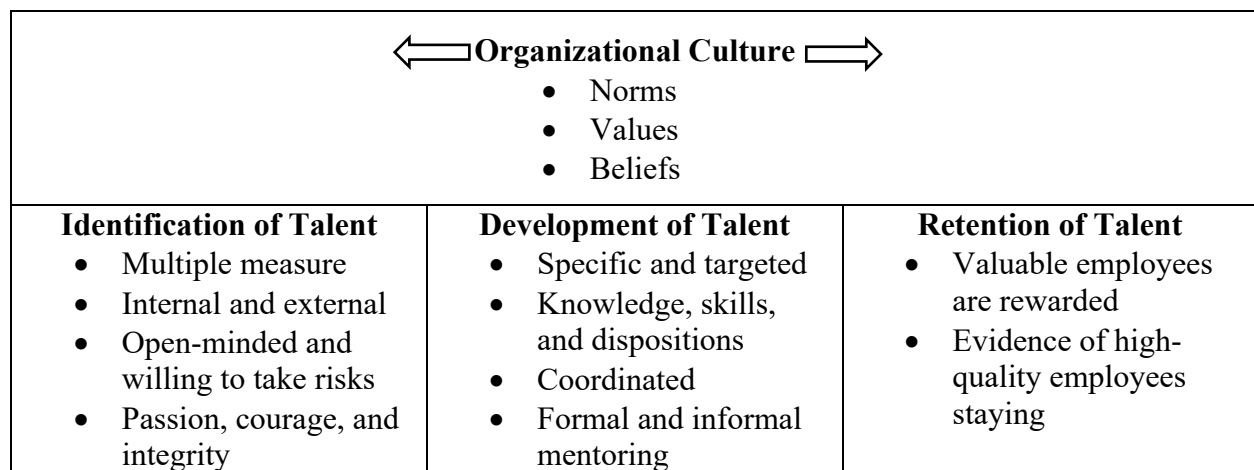 Organizational Culture
• Norms
• Values
• Beliefs
Identification of Talent
• Multiple measure
• Internal and external
• Open-minded and
willing to take risks
• Passion, courage, and
integrity
Development of Talent
• Specific and targeted
• Knowledge, skills,
and dispositions
• Coordinated
• Formal and informal
mentoring
Retention of Talent
• Valuable employees
are rewarded
• Evidence of high-
quality employees
staying